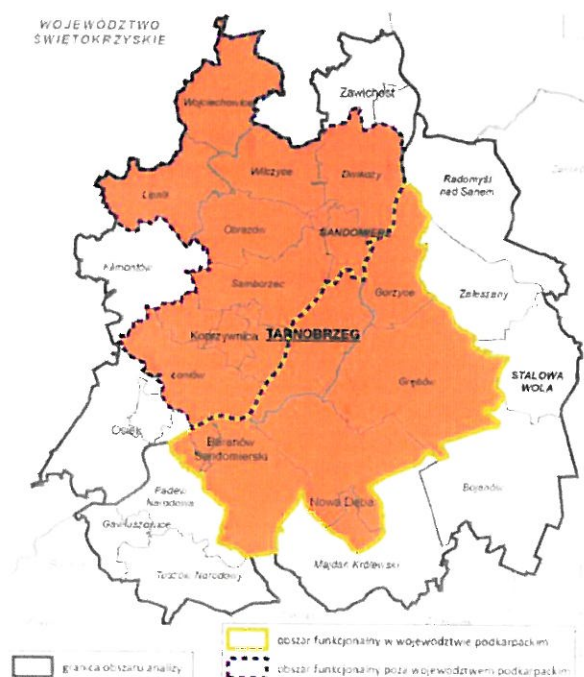 WOJEWÓDZTWO
ŚWIĘTOKRZYSKIE
Zawichost
Wojciechowice
Wilczyce
Dwikozy
Radomyśl
nad Sanem
Lipnik
Obrazów
SANDOMIERZ
Klimontów
Samborzec
Gorzyce
Zaleszany
Koprzywnica
TARNOBRZEG
Łoniów
Grębów
STALOWA
WOLA
Osiek
Baranów
Sandomierski
Bojanów
Padew
Narodowa
Nowa Dęba
Gawłuszowice
Tuszów Narodowy
Majdan Królewski
obszar funkcjonalny w województwie podkarpackim
granica obszaru analizy
obszar funkcjonalny poza województwem podkarpackim